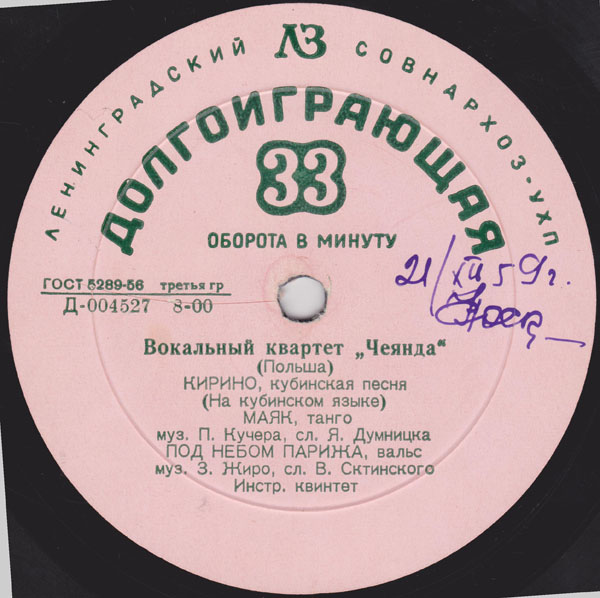 ЛЕНИНГРАДСКИЙ ЛЗ СОВНАРХОЗ-УХП
ДОЛГОИГРАЮЩАЯ
33
ОБОРОТА В МИНУТУ
21/XII 59г.
ГОСТ 5289-56 третья гр
Д-004527 8-00
Вокальный квартет „Чеянда“
(Польша)
КИРИНО, кубинская песня
(На кубинском языке)
МАЯК, танго
муз. П. Кучера, сл. Я. Думницка
ПОД НЕБОМ ПАРИЖА, вальс
муз. З. Жиро, сл. В. Сктинского
Инстр. квинтет